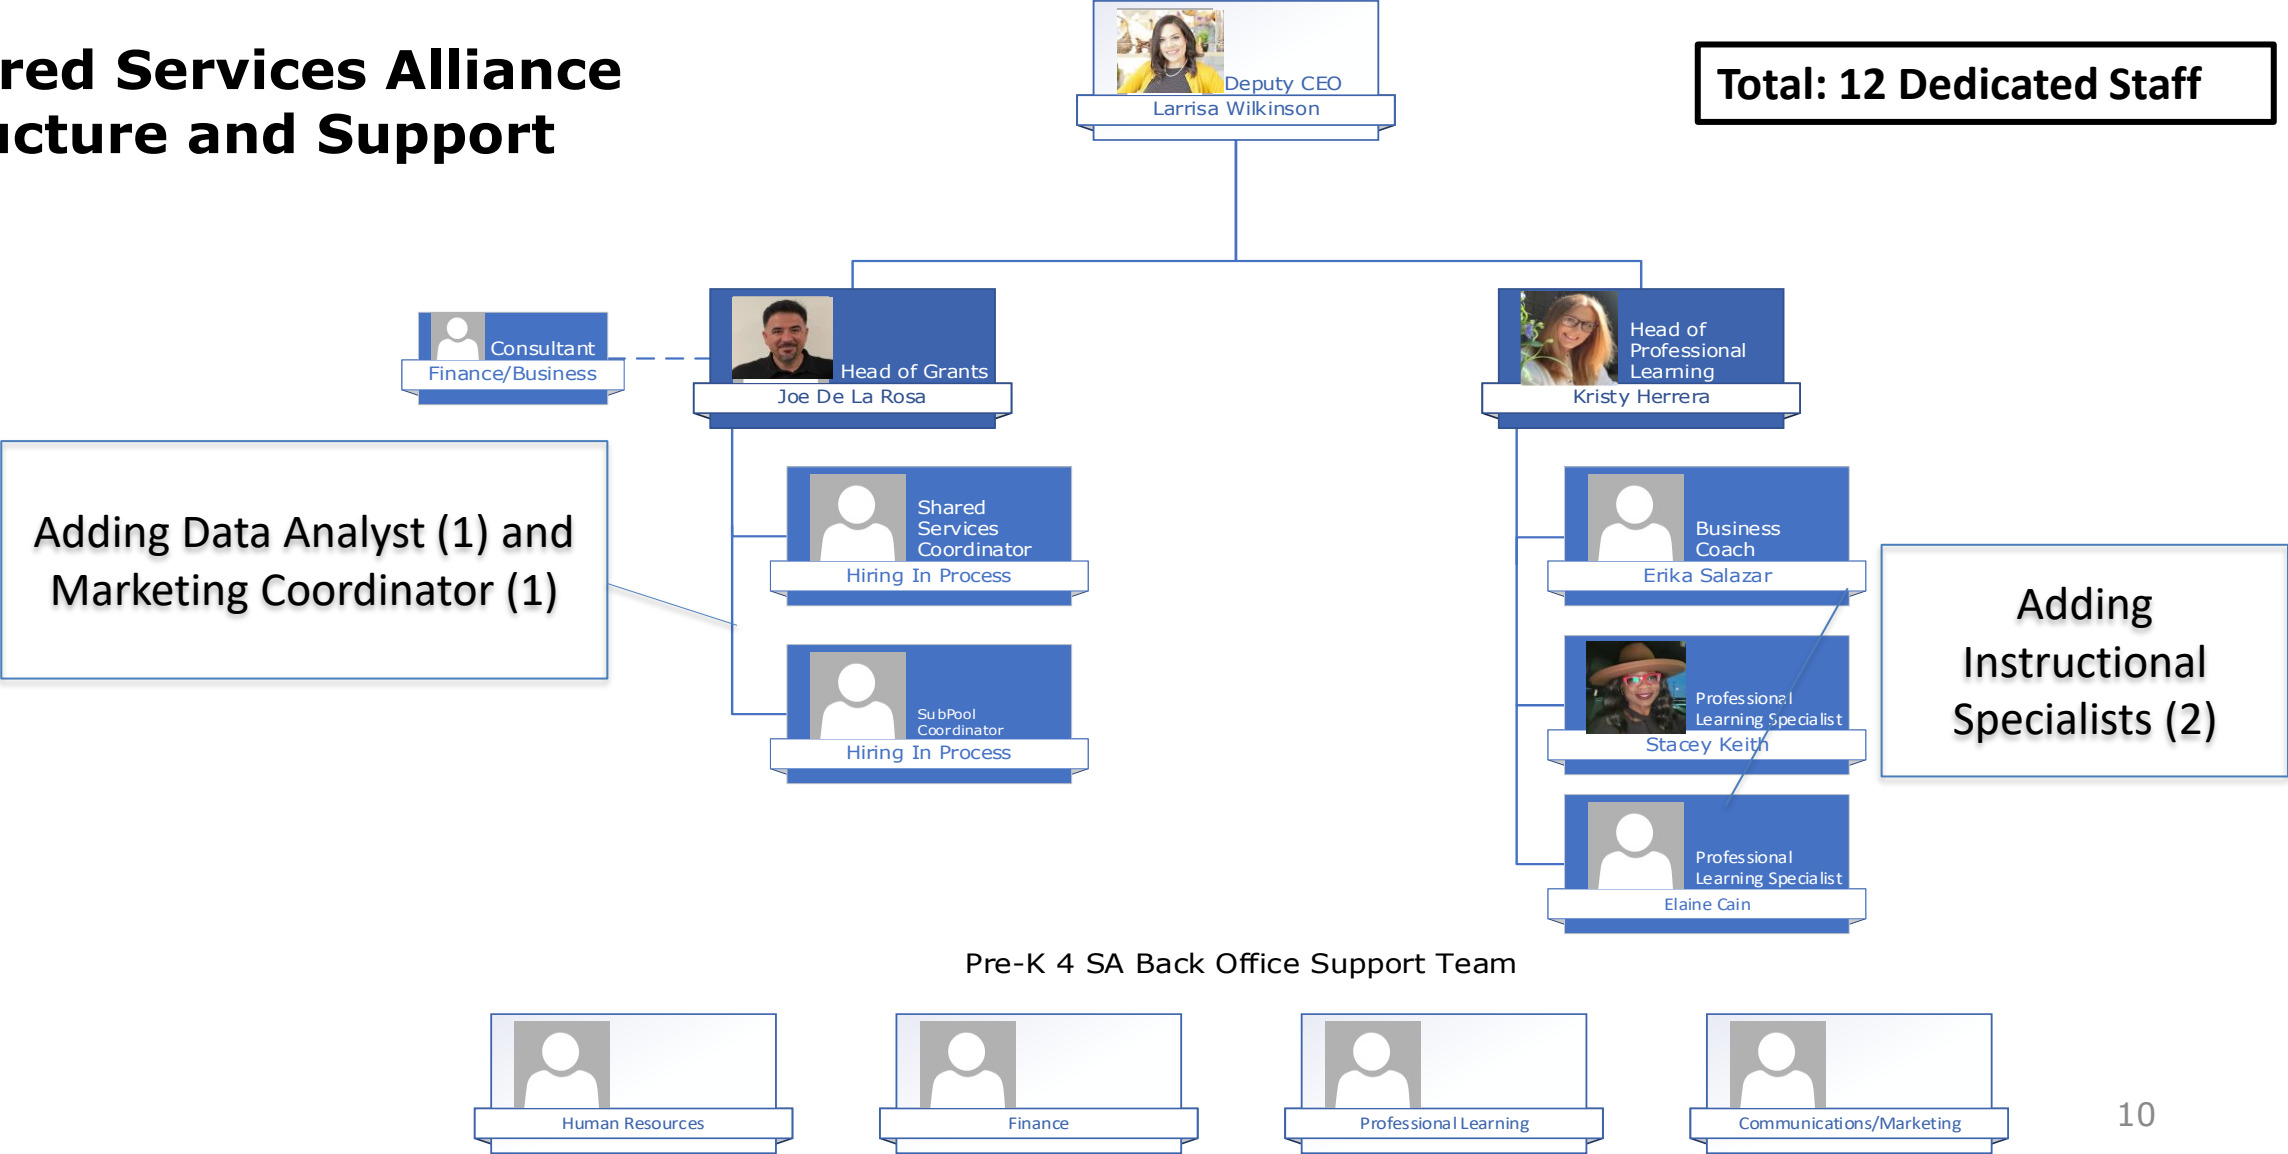 red Services Alliance
ucture and Support
Deputy CEO
Larrisa Wilkinson
Total: 12 Dedicated Staff
Consultant
Finance/Business
Head of Grants
Joe De La Rosa
Head of
Professional
Learning
Kristy Herrera
Adding Data Analyst (1) and
Marketing Coordinator (1)
Shared
Services
Coordinator
Hiring In Process
SubPool
Coordinator
Hiring In Process
Business
Coach
Erika Salazar
Professional
Learning Specialist
Stacey Keith
Professional
Learning Specialist
Elaine Cain
Adding
Instructional
Specialists (2)
Pre-K 4 SA Back Office Support Team
Human Resources
Finance
Professional Learning
Communications/Marketing
10